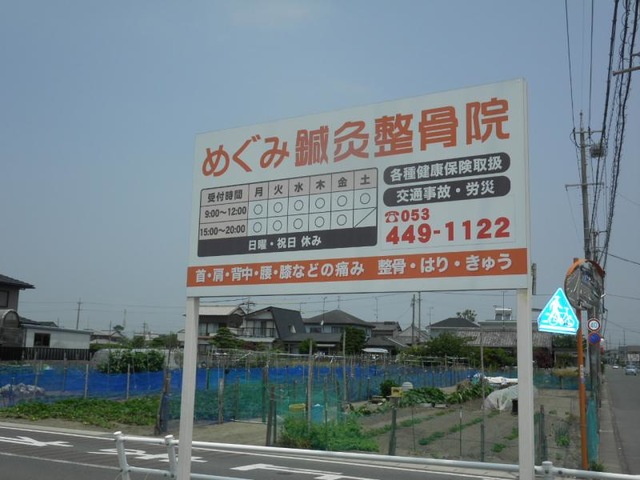 めぐみ鍼灸整骨院
受付時間 月 火 水 木 金 土
9:00～12:00 ○ ○ ○ ○ ○ ○
15:00～20:00 ○ ○ ○ ○ ○ ／
日曜・祝日 休み
各種健康保険取扱
交通事故・労災
☎053
449-1122
首・肩・背中・腰・膝などの痛み 整骨・はり・きゅう